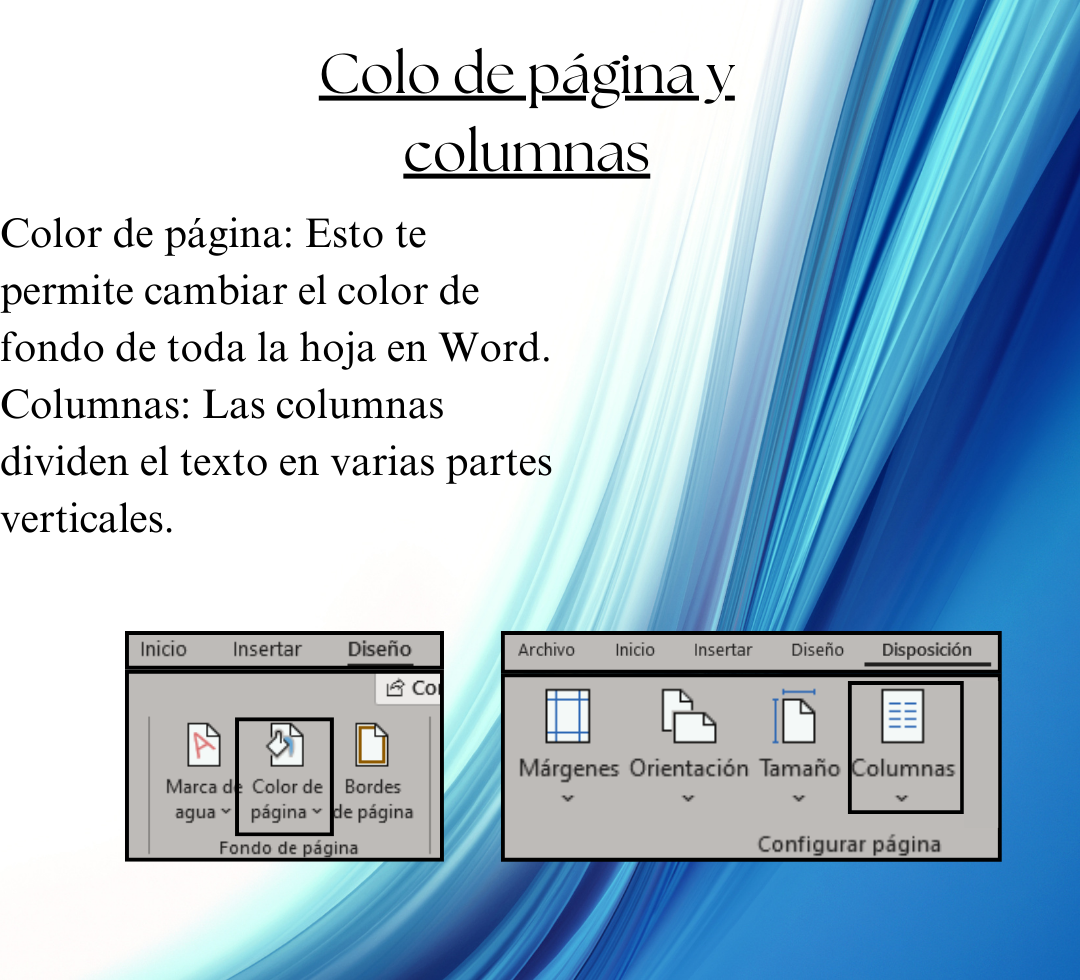 Colo de página y
columnas
Color de página: Esto te
permite cambiar el color de
fondo de toda la hoja en Word.
Columnas: Las columnas
dividen el texto en varias partes
verticales.
Inicio Insertar Diseño
Marca de Color de Bordes
agua página de página
Fondo de página
Archivo Inicio Insertar Diseño Disposición
Márgenes Orientación Tamaño Columnas
Configurar página